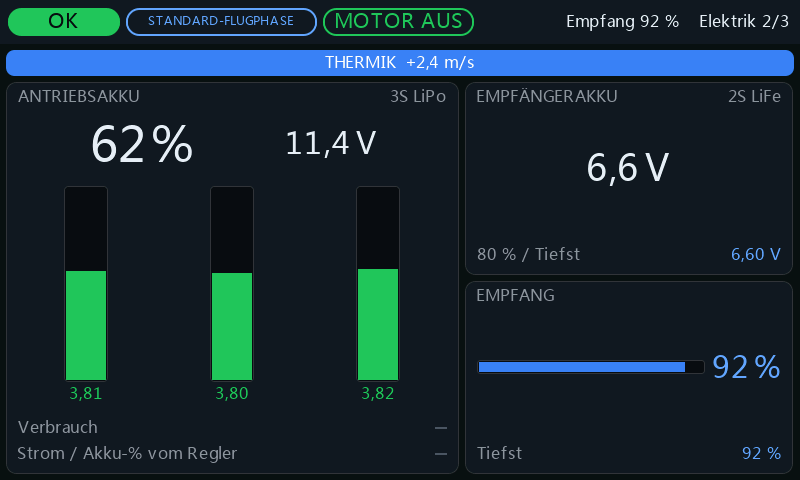 OK STANDARD-FLUGPHASE MOTOR AUS Empfang 92 % Elektrik 2/3
THERMIK +2,4 m/s
ANTRIEBSAKKU 3S LiPo
62 % 11,4 V
3,81 3,80 3,82
Verbrauch —
Strom / Akku-% vom Regler —
EMPFÄNGERAKKU 2S LiFe
6,6 V
80 % / Tiefst 6,60 V
EMPFANG
92 %
Tiefst 92 %